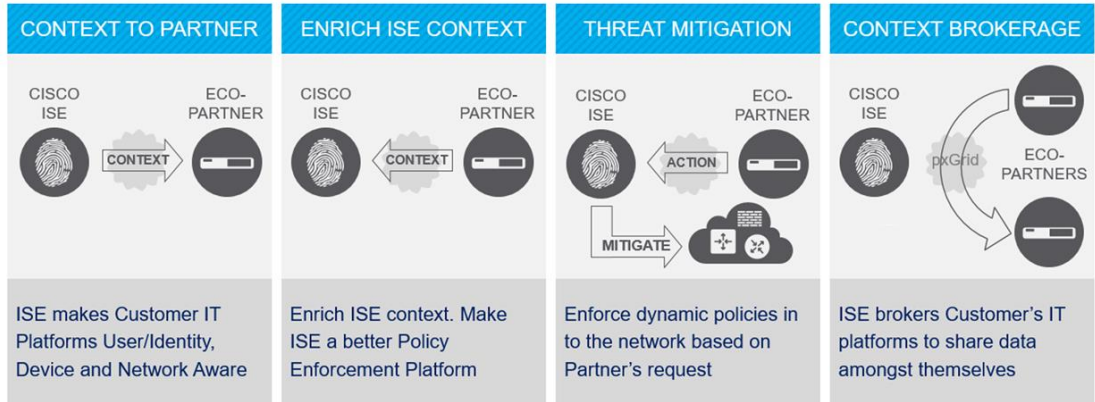 CONTEXT TO PARTNER
CISCO
ISE
ECO-
PARTNER
CONTEXT
ISE makes Customer IT
Platforms User/Identity,
Device and Network Aware
ENRICH ISE CONTEXT
CISCO
ISE
ECO-
PARTNER
CONTEXT
Enrich ISE context. Make
ISE a better Policy
Enforcement Platform
THREAT MITIGATION
CISCO
ISE
ECO-
PARTNER
ACTION
MITIGATE
Enforce dynamic policies in
to the network based on
Partner's request
CONTEXT BROKERAGE
CISCO
ISE
pxGrid
ECO-
PARTNERS
ISE brokers Customer's IT
platforms to share data
amongst themselves